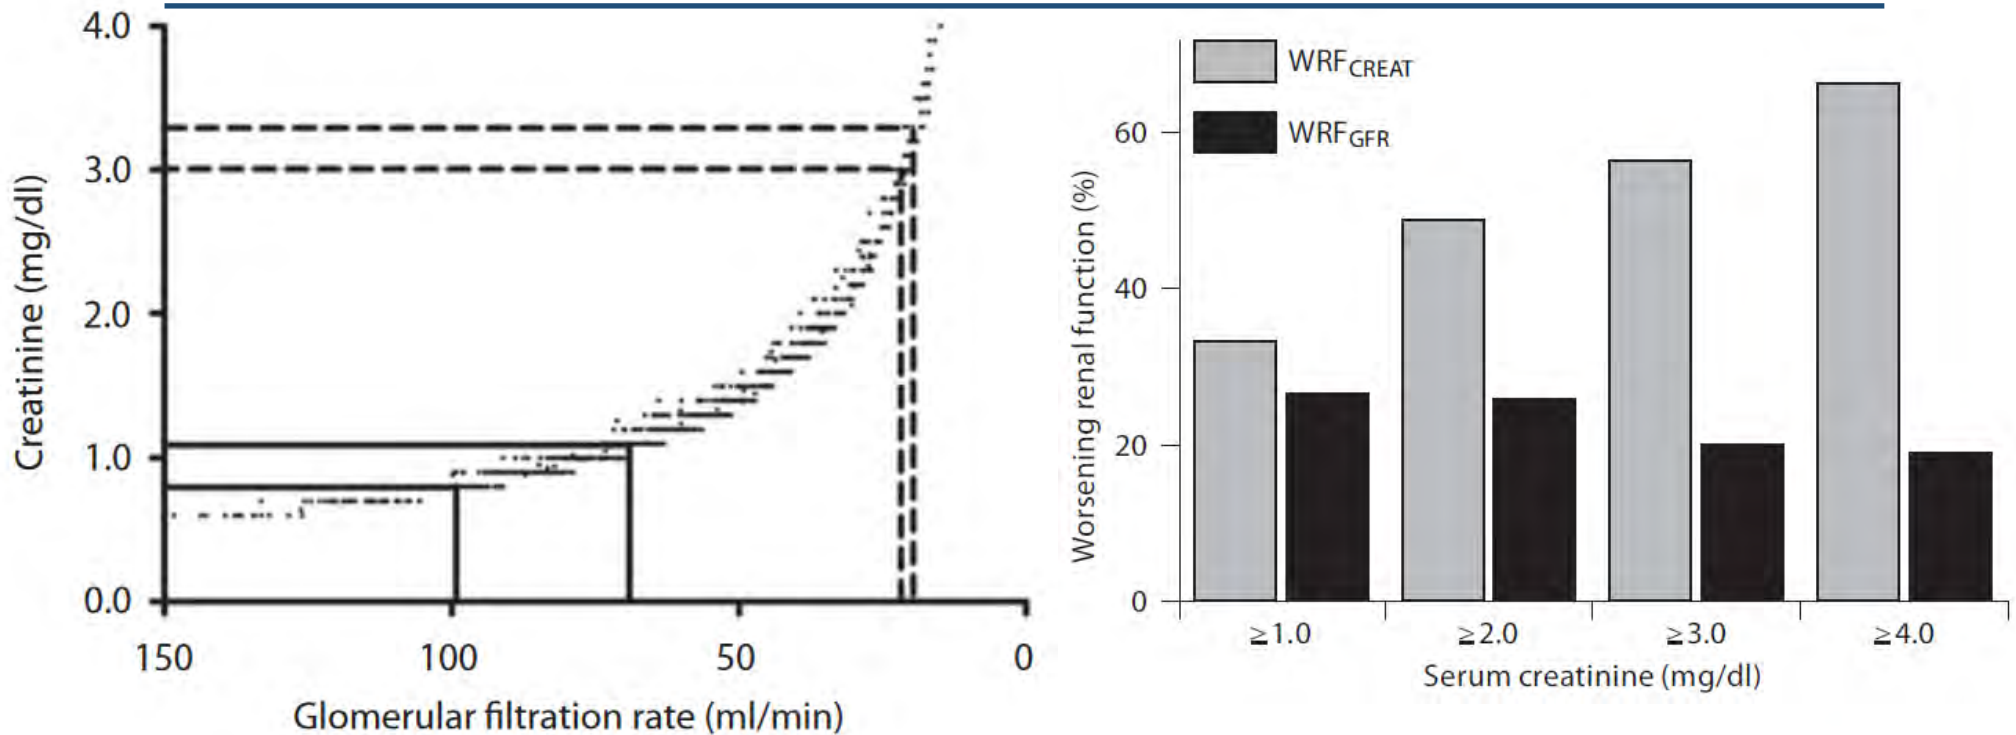 4.0
3.0
2.0
1.0
0.0
Creatinine (mg/dl)
150 100 50 0
Glomerular filtration rate (ml/min)
WRFCREAT
WRFGFR
60
40
20
0
Worsening renal function (%)
≥1.0 ≥2.0 ≥3.0 ≥4.0
Serum creatinine (mg/dl)